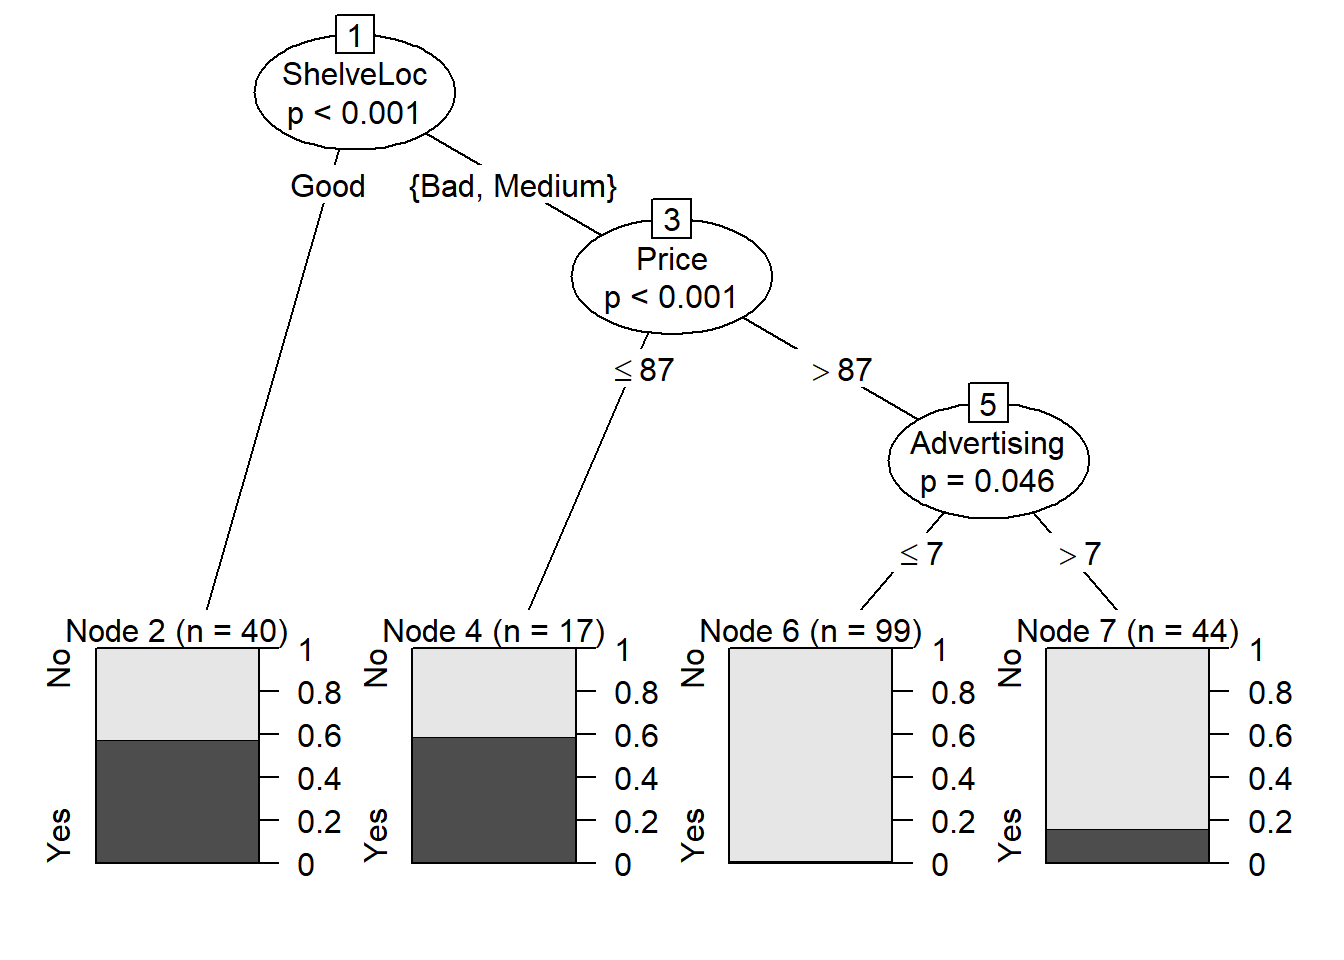 1
ShelveLoc
p < 0.001
Good
{Bad, Medium}
3
Price
p < 0.001
≤ 87
> 87
5
Advertising
p = 0.046
≤ 7
> 7
Node 2 (n = 40)
No
Yes
1
0.8
0.6
0.4
0.2
0
Node 4 (n = 17)
No
Yes
1
0.8
0.6
0.4
0.2
0
Node 6 (n = 99)
No
Yes
1
0.8
0.6
0.4
0.2
0
Node 7 (n = 44)
No
Yes
1
0.8
0.6
0.4
0.2
0